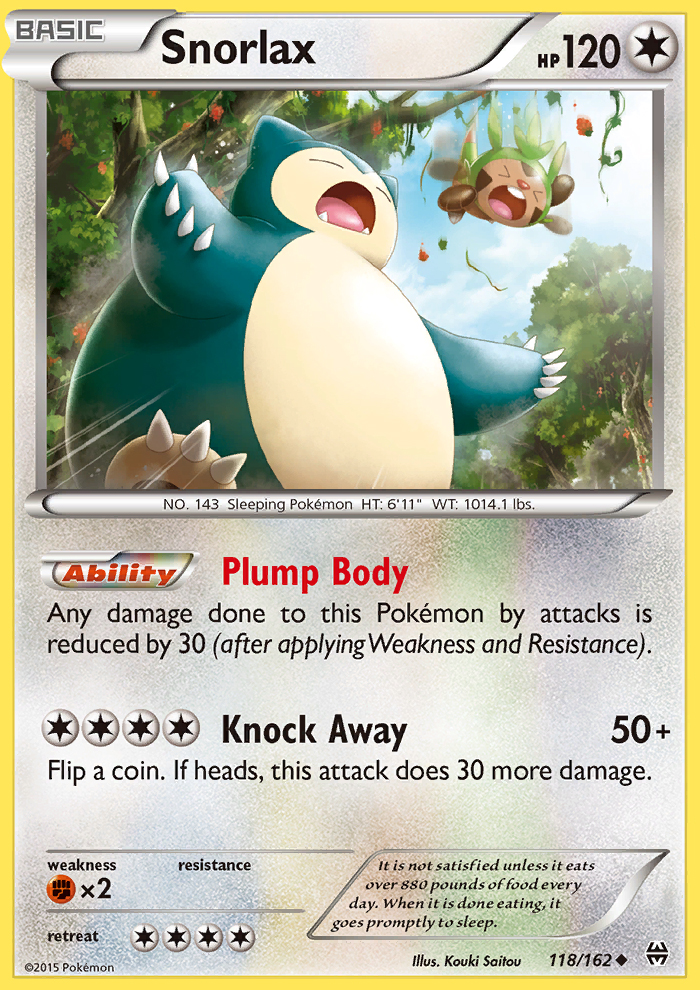 BASIC
Snorlax
HP 120
NO. 143 Sleeping Pokémon HT: 6'11" WT: 1014.1 lbs.
Ability Plump Body
Any damage done to this Pokémon by attacks is
reduced by 30 (after applying Weakness and Resistance).
Knock Away 50+
Flip a coin. If heads, this attack does 30 more damage.
weakness resistance
×2
retreat
It is not satisfied unless it eats
over 880 pounds of food every
day. When it is done eating, it
goes promptly to sleep.
©2015 Pokémon
Illus. Kouki Saitou 118/162